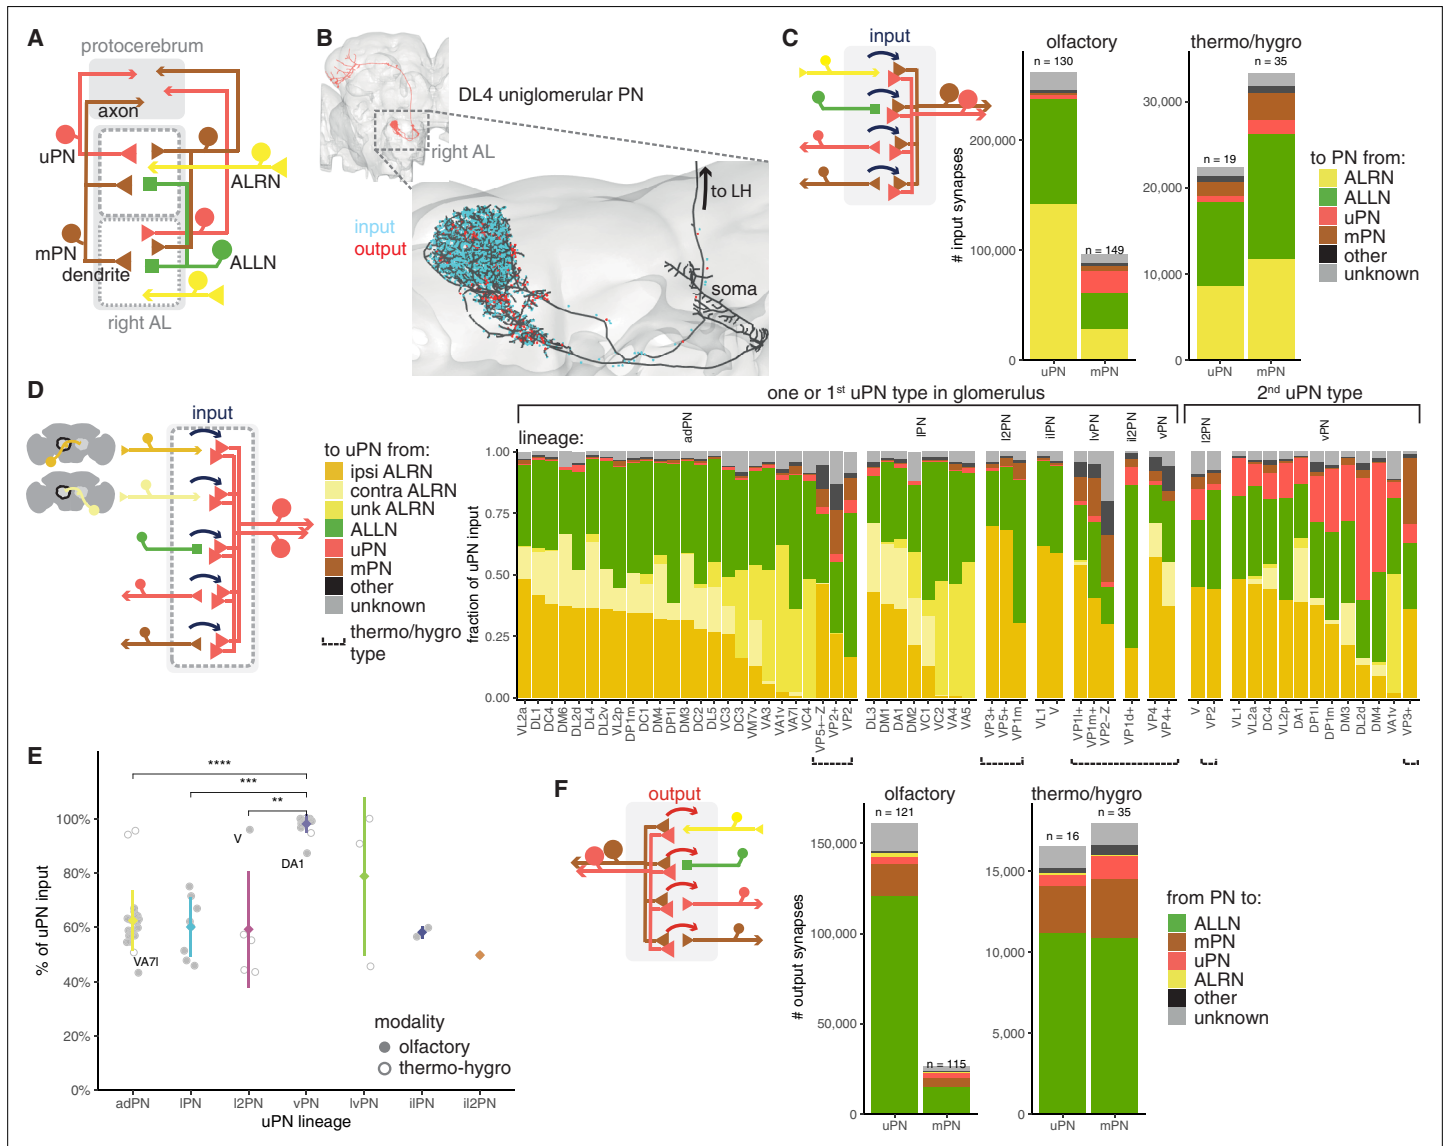 A
protocerebrum
axon
uPN
ALRN
mPN
dendrite
ALLN
right AL
B
DL4 uniglomerular PN
right AL
input
output
to LH
soma
C
input
olfactory
n = 130
n = 149
# input synapses
200,000
100,000
0
uPN
mPN
thermo/hygro
n = 35
n = 19
30,000
20,000
10,000
0
uPN
mPN
to PN from:
ALRN
ALLN
uPN
mPN
other
unknown
D
input
to uPN from:
ipsi ALRN
contra ALRN
unk ALRN
ALLN
uPN
mPN
other
unknown
thermo/hygro
type
one or 1st uPN type in glomerulus
2nd uPN type
lineage:
adPN
lPN
l2PN
ilPN
lvPN
il2PN
vPN
l2PN
vPN
fraction of uPN input
1.00
0.75
0.50
0.25
0.00
VL2a
DL1
DC4
DM6
DL2d
DL4
DL2v
VL2p
DP1m
DC1
DM4
DP1l
DM3
DC2
DL5
VC3
DC3
VM7v
VA3
VA1v
VA7l
VC4
VP5+-Z
VP2+
VP2
DL3
DM1
DA1
DM2
VC1
VC2
VA4
VA5
VP3+
VP5+
VP1m
VL1
V
VP1l+
VP1m+
VP2-Z
VP1d+
VP4
VP4+
V
VP2
VL1
VL2a
DC4
VL2p
DA1
DP1l
DP1m
DM3
DL2d
DM4
VA1v
VP3+
E
****
***
**
% of uPN input
100%
80%
60%
40%
20%
0%
V
DA1
VA7l
modality
olfactory
thermo-hygro
adPN
lPN
l2PN
vPN
lvPN
ilPN
il2PN
uPN lineage
F
output
olfactory
n = 121
n = 115
# output synapses
150,000
100,000
50,000
0
uPN
mPN
thermo/hygro
n = 35
n = 16
15,000
10,000
5,000
0
uPN
mPN
from PN to:
ALLN
mPN
uPN
ALRN
other
unknown